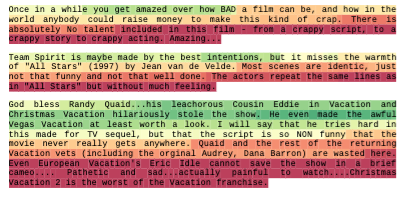 Once in a while you get amazed over how BAD a film can be, and how in the
world anybody could raise money to make this kind of crap. There is
absolutely No talent included in this film - from a crappy script, to a
crappy story to crappy acting. Amazing...
Team Spirit is maybe made by the best intentions, but it misses the warmth
of "All Stars" (1997) by Jean van de Velde. Most scenes are identic, just
not that funny and not that well done. The actors repeat the same lines as
in "All Stars" but without much feeling.
God bless Randy Quaid...his leachorous Cousin Eddie in Vacation and
Christmas Vacation hilariously stole the show. He even made the awful
Vegas Vacation at least worth a look. I will say that he tries hard in
this made for TV sequel, but that the script is so NON funny that the
movie never really gets anywhere. Quaid and the rest of the returning
Vacation vets (including the orginal Audrey, Dana Barron) are wasted here.
Even European Vacation's Eric Idle cannot save the show in a brief
cameo.... Pathetic and sad...actually painful to watch....Christmas
Vacation 2 is the worst of the Vacation franchise.